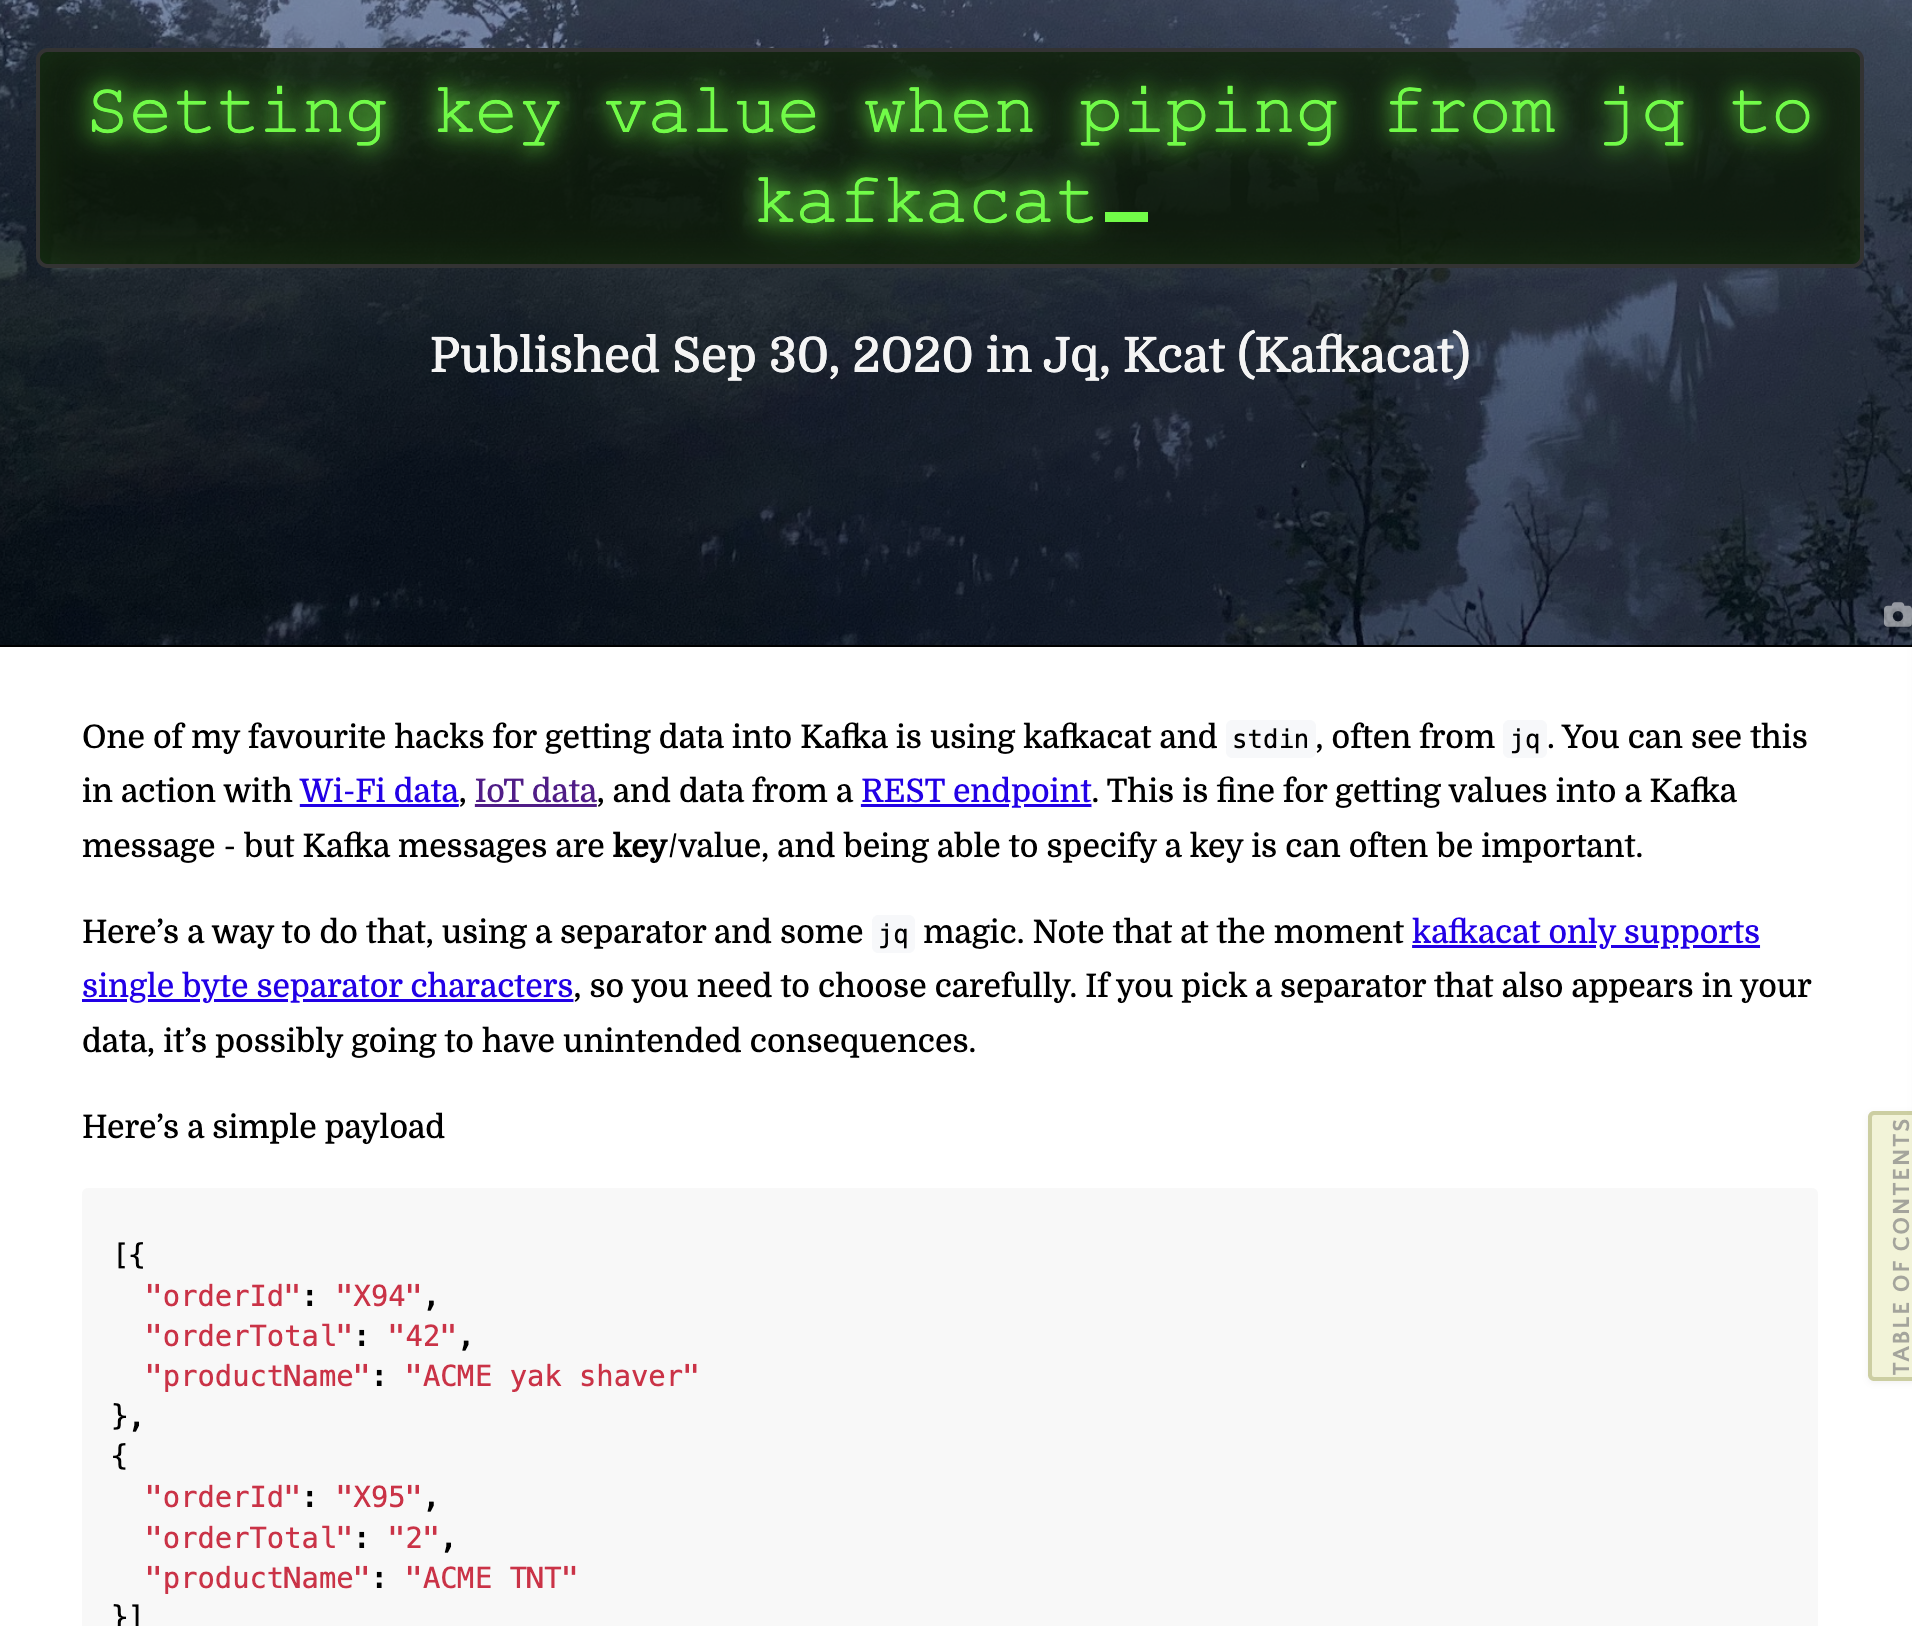 Setting key value when piping from jq to
kafkacat_
Published Sep 30, 2020 in Jq, Kcat (Kafkacat)
One of my favourite hacks for getting data into Kafka is using kafkacat and stdin, often from jq. You can see this
in action with Wi-Fi data, IoT data, and data from a REST endpoint. This is fine for getting values into a Kafka
message - but Kafka messages are key/value, and being able to specify a key is can often be important.
Here’s a way to do that, using a separator and some jq magic. Note that at the moment kafkacat only supports
single byte separator characters, so you need to choose carefully. If you pick a separator that also appears in your
data, it’s possibly going to have unintended consequences.
Here’s a simple payload
TABLE OF CONTENTS
[{
  "orderId": "X94",
  "orderTotal": "42",
  "productName": "ACME yak shaver"
},
{
  "orderId": "X95",
  "orderTotal": "2",
  "productName": "ACME TNT"
}]